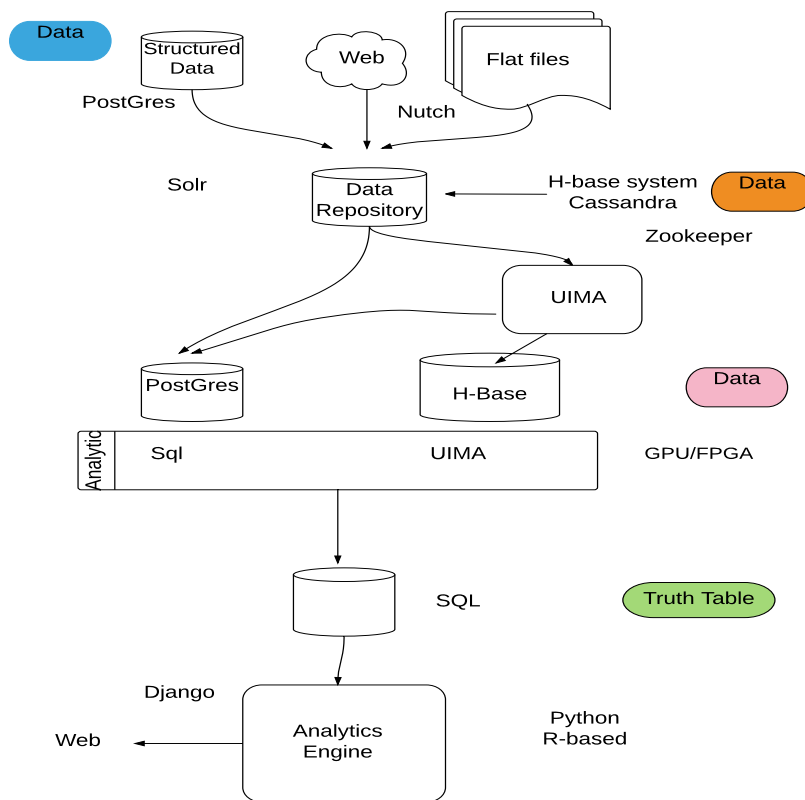 Data
Structured
Data
Web
Flat files
PostGres
Nutch
Solr
Data
Repository
H-base system
Cassandra
Data
Zookeeper
UIMA
PostGres
H-Base
Data
Analytic
Sql
UIMA
GPU/FPGA
SQL
Truth Table
Django
Analytics
Engine
Web
Python
R-based